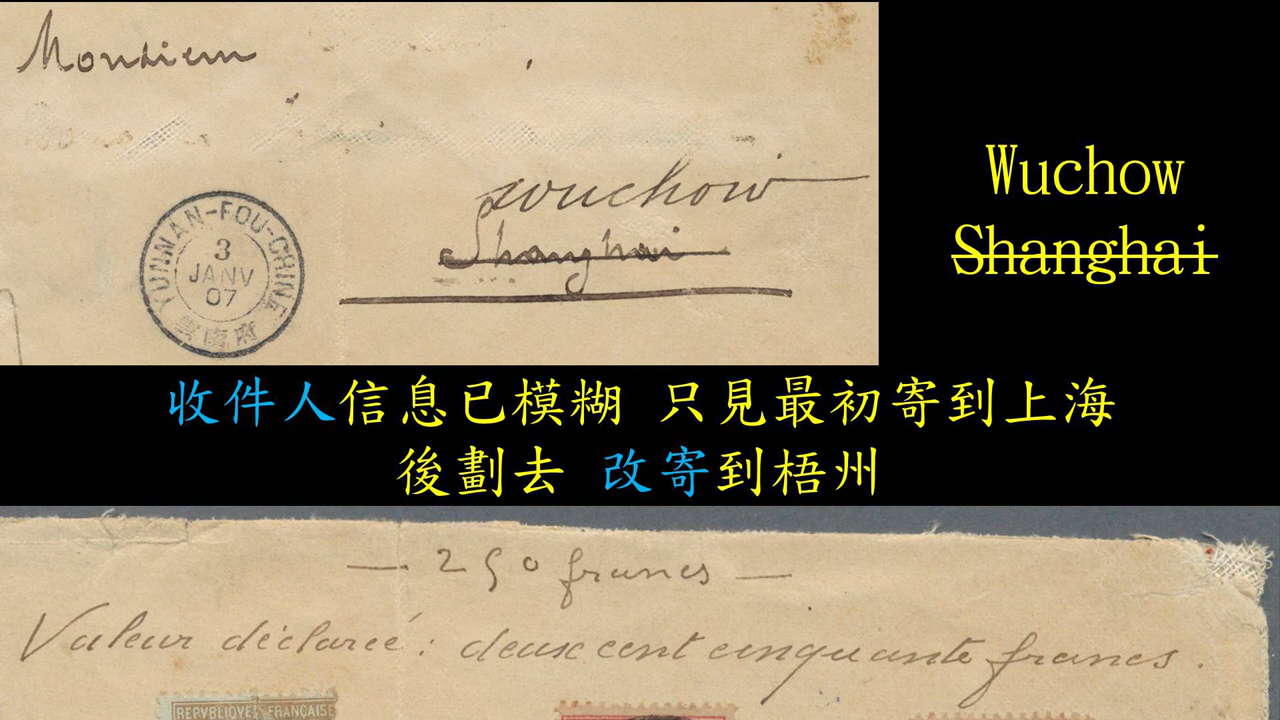 Monsieur
Wuchow
Shanghai
YUNNAN-FOU-CHINE
3
JANV
07
雲南府
Wuchow
Shanghai
收件人信息已模糊 只見最初寄到上海
後劃去 改寄到梧州
— 250 francs —
Valeur déclarée : deux cent cinquante francs .
REPVBLIQVE FRANÇAISE